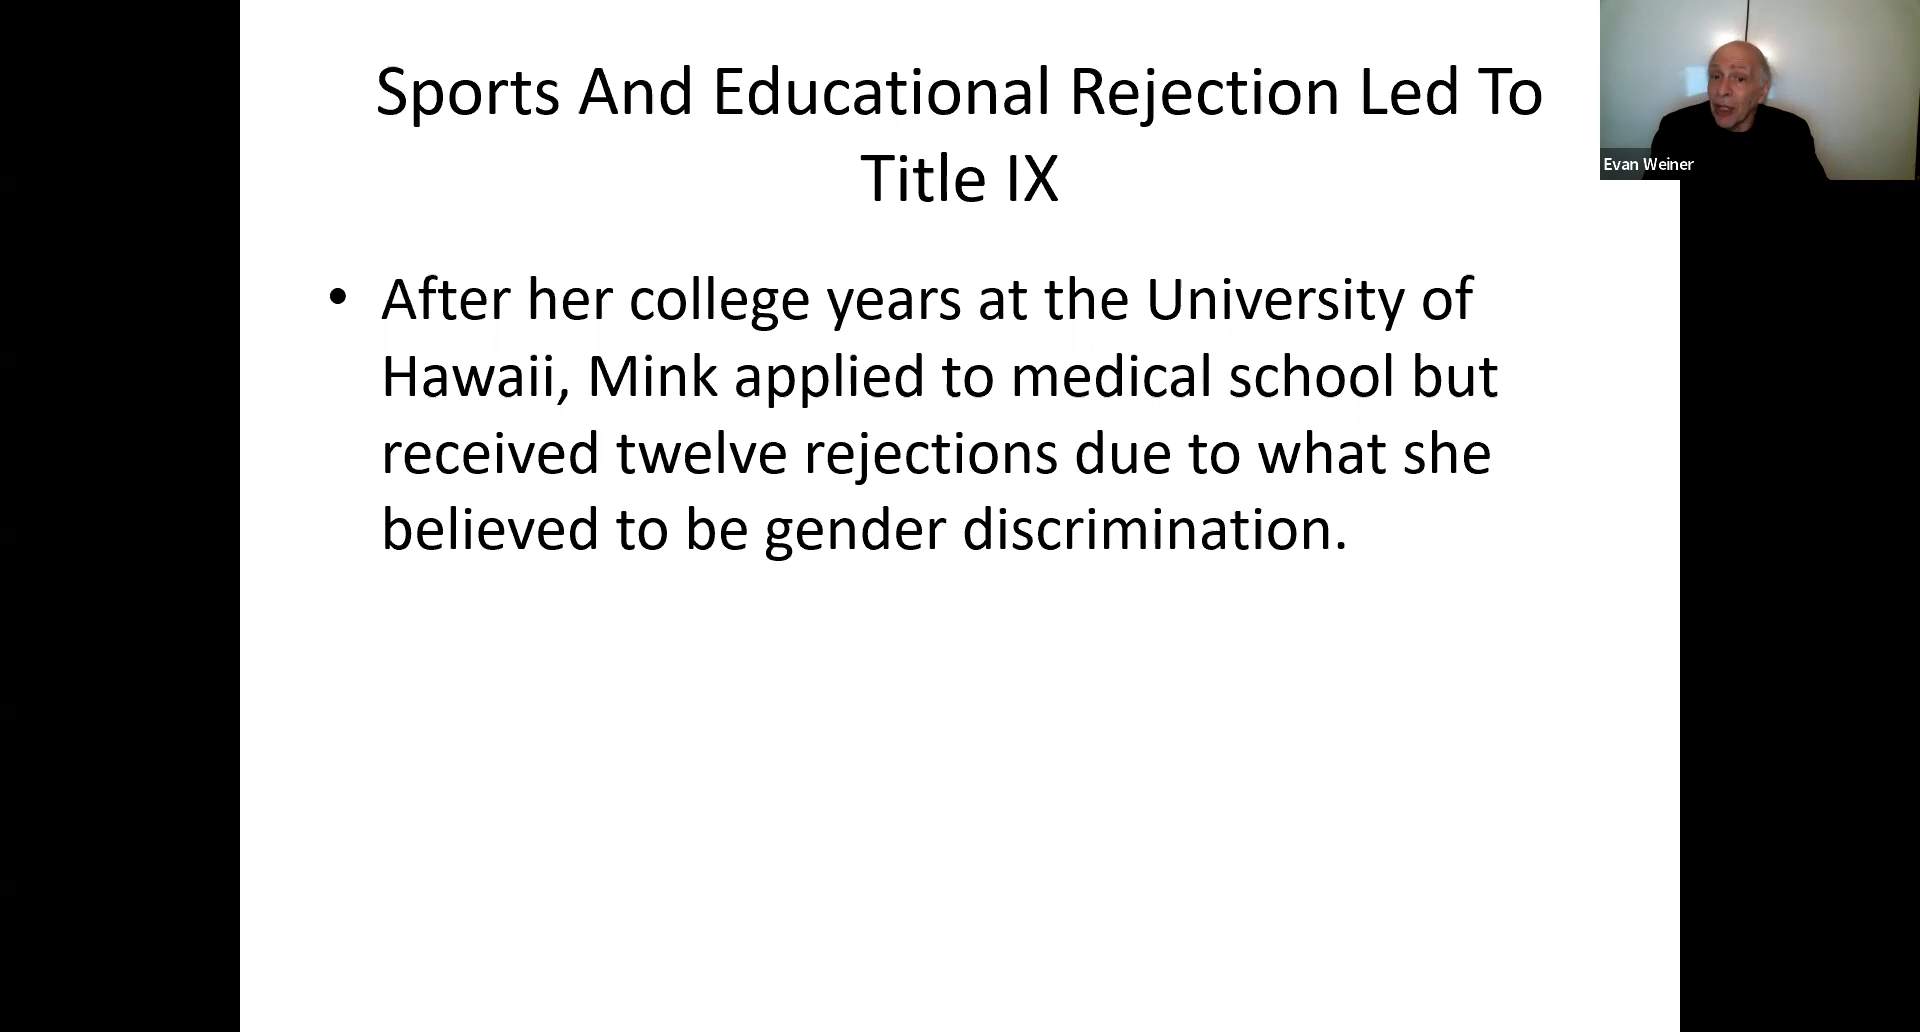 Sports And Educational Rejection Led To
Title IX
• After her college years at the University of
Hawaii, Mink applied to medical school but
received twelve rejections due to what she
believed to be gender discrimination.
Evan Weiner